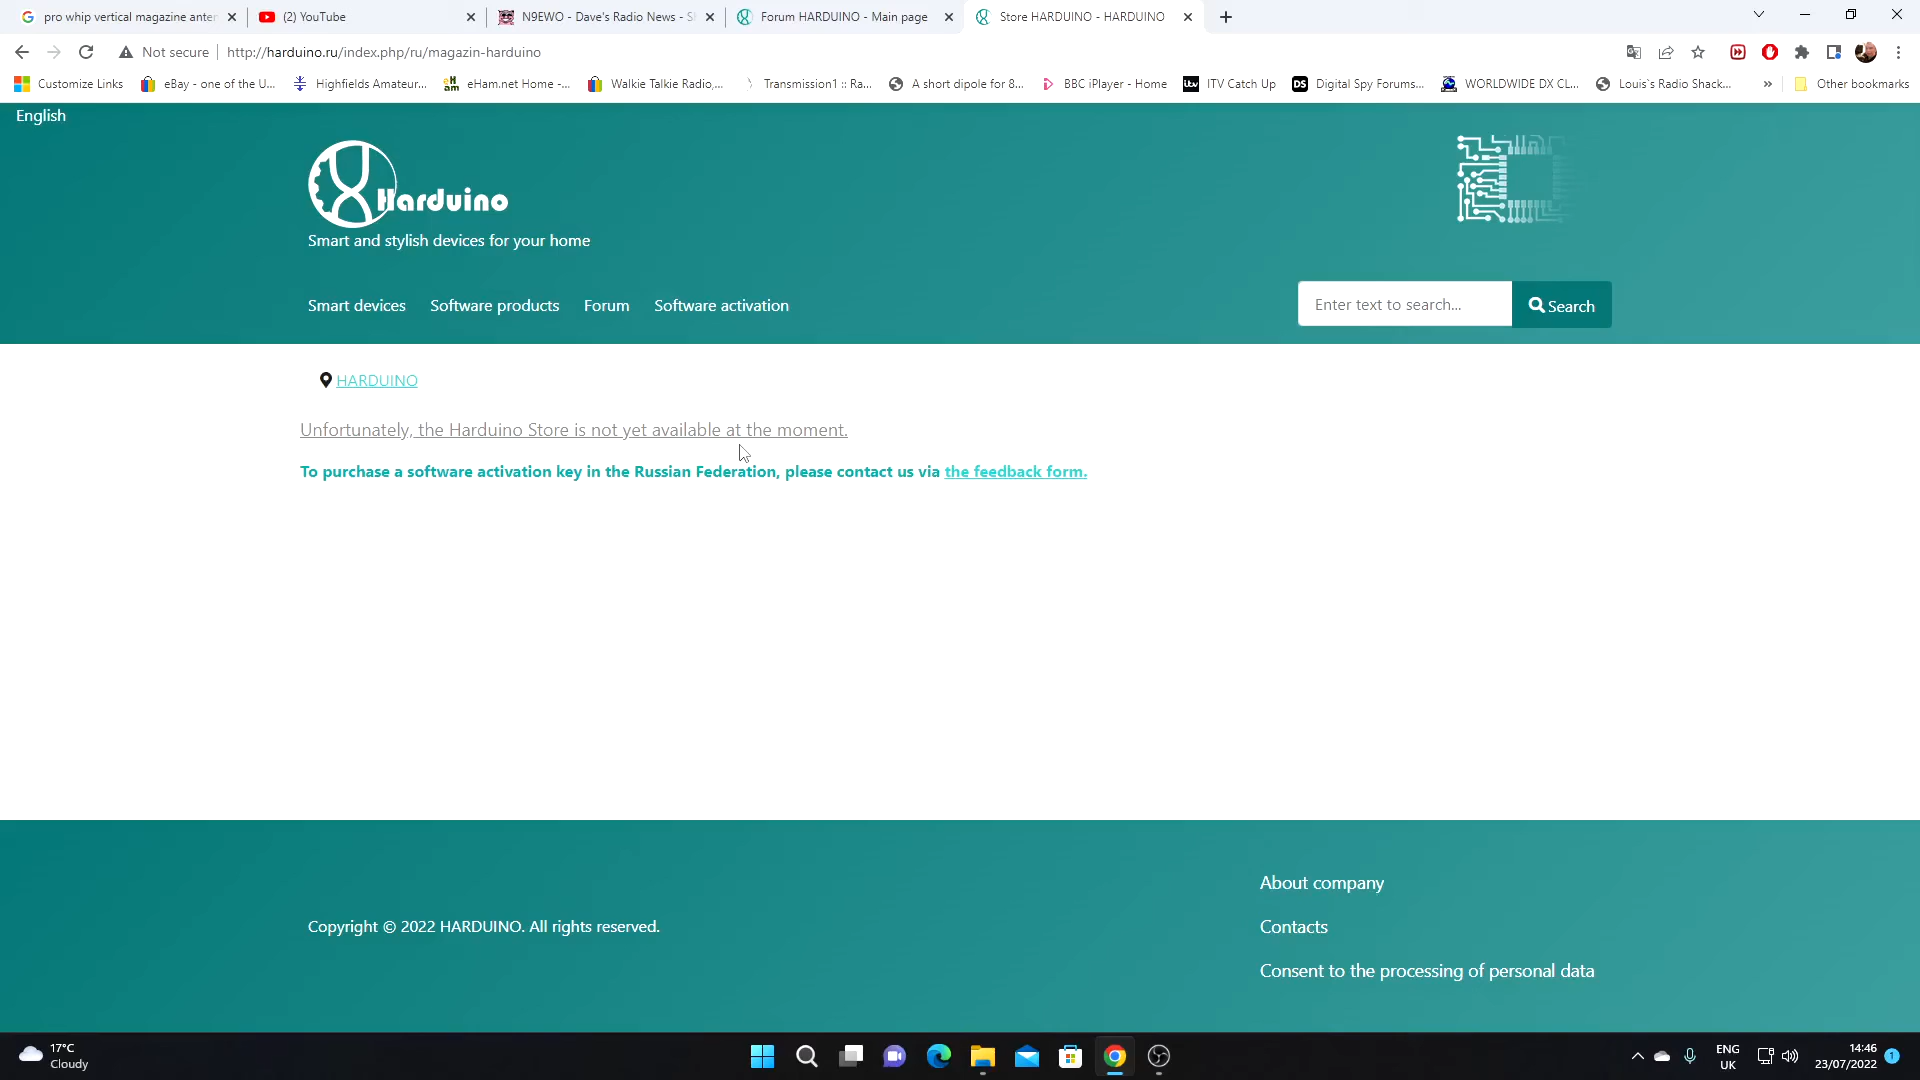 pro whip vertical magazine anter
(2) YouTube
N9EWO - Dave's Radio News - S
Forum HARDUINO - Main page
Store HARDUINO - HARDUINO
Not secure
http://harduino.ru/index.php/ru/magazin-harduino
Customize Links
eBay - one of the U...
Highfields Amateur...
eHam.net Home -...
Walkie Talkie Radio,...
Transmission1 :: Ra...
A short dipole for 8...
BBC iPlayer - Home
ITV Catch Up
Digital Spy Forums...
WORLDWIDE DX CL...
Louis`s Radio Shack...
»
Other bookmarks
English
Harduino
Smart and stylish devices for your home
Smart devices
Software products
Forum
Software activation
Enter text to search...
Search
HARDUINO
Unfortunately, the Harduino Store is not yet available at the moment.
To purchase a software activation key in the Russian Federation, please contact us via the feedback form.
About company
Copyright © 2022 HARDUINO. All rights reserved.
Contacts
Consent to the processing of personal data
17°C
Cloudy
ENG
UK
14:46
23/07/2022
1